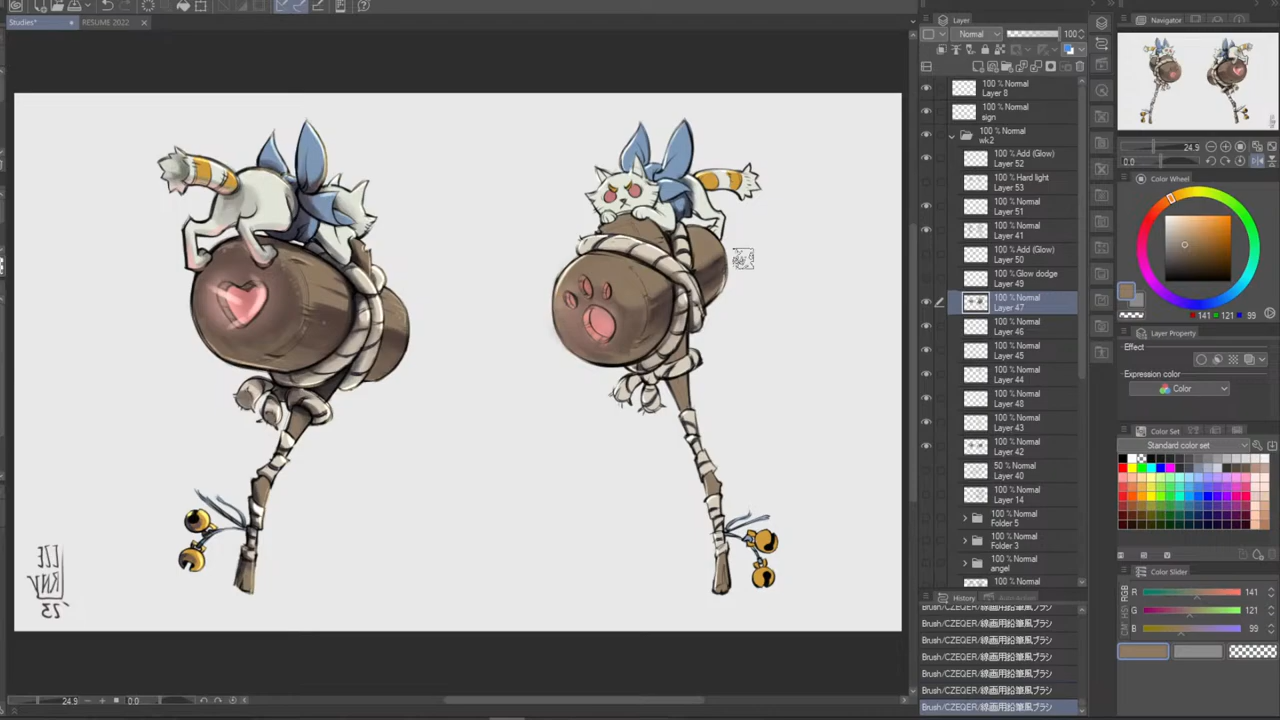 Studies*
RESUME 2022
Layer
Navigator
Normal
100
100 % Normal
Layer 8
100 % Normal
sign
100 % Normal
wk2
100 % Add (Glow)
Layer 52
100 % Hard light
Layer 53
100 % Normal
Layer 51
100 % Normal
Layer 41
100 % Add (Glow)
Layer 50
100 % Glow dodge
Layer 49
100 % Normal
Layer 47
100 % Normal
Layer 46
100 % Normal
Layer 45
100 % Normal
Layer 44
100 % Normal
Layer 48
100 % Normal
Layer 43
100 % Normal
Layer 42
50 % Normal
Layer 40
100 % Normal
Layer 14
100 % Normal
Folder 5
100 % Normal
Folder 3
100 % Normal
angel
100 % Normal
24.9
0.0
Color Wheel
141
121
99
Layer Property
Effect
Expression color
Color
Color Set
Standard color set
History
Brush/CZEQER/線画用鉛筆風ブラシ
Brush/CZEQER/線画用鉛筆風ブラシ
Brush/CZEQER/線画用鉛筆風ブラシ
Brush/CZEQER/線画用鉛筆風ブラシ
Brush/CZEQER/線画用鉛筆風ブラシ
Brush/CZEQER/線画用鉛筆風ブラシ
Brush/CZEQER/線画用鉛筆風ブラシ
Color Slider
R 141
G 121
B 99
CZE
RNY
'23
24.9
0.0